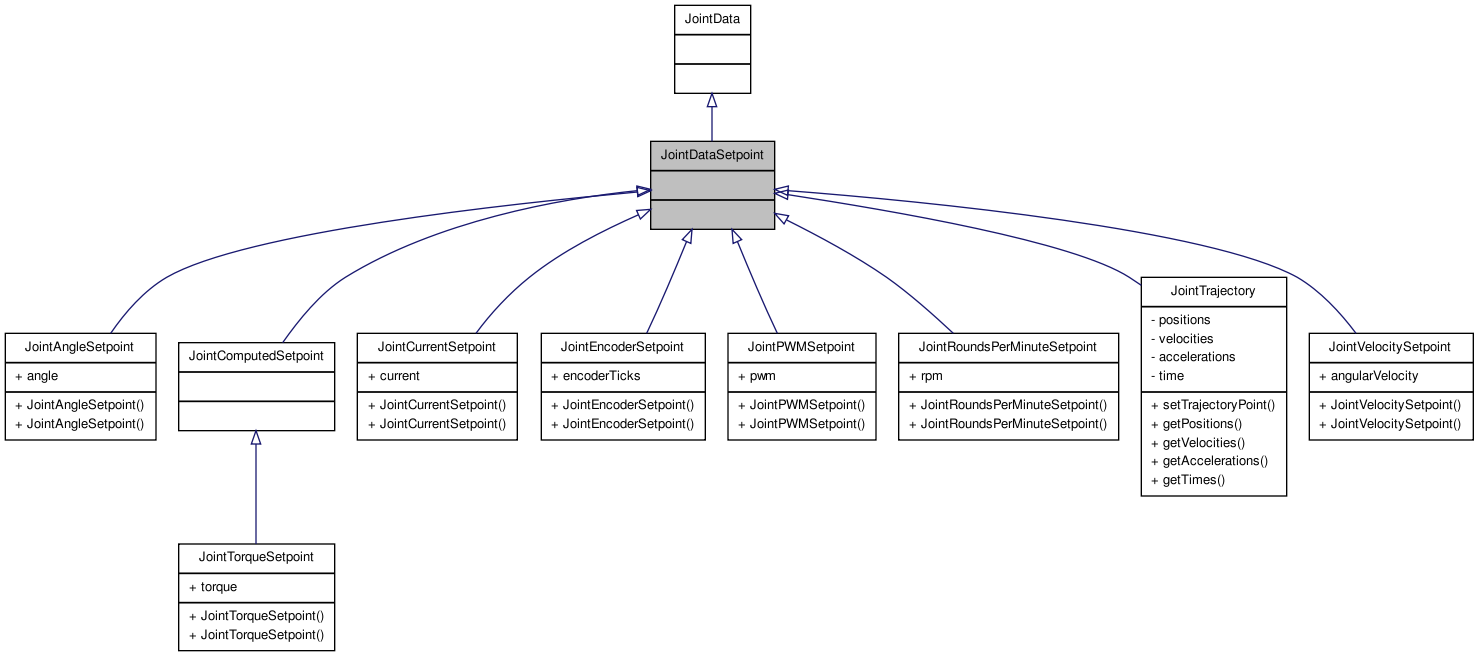 JointData
JointDataSetpoint
JointAngleSetpoint
+ angle
+ JointAngleSetpoint()
+ JointAngleSetpoint()
JointComputedSetpoint
JointCurrentSetpoint
+ current
+ JointCurrentSetpoint()
+ JointCurrentSetpoint()
JointEncoderSetpoint
+ encoderTicks
+ JointEncoderSetpoint()
+ JointEncoderSetpoint()
JointPWMSetpoint
+ pwm
+ JointPWMSetpoint()
+ JointPWMSetpoint()
JointRoundsPerMinuteSetpoint
+ rpm
+ JointRoundsPerMinuteSetpoint()
+ JointRoundsPerMinuteSetpoint()
JointTrajectory
- positions
- velocities
- accelerations
- time
+ setTrajectoryPoint()
+ getPositions()
+ getVelocities()
+ getAccelerations()
+ getTimes()
JointVelocitySetpoint
+ angularVelocity
+ JointVelocitySetpoint()
+ JointVelocitySetpoint()
JointTorqueSetpoint
+ torque
+ JointTorqueSetpoint()
+ JointTorqueSetpoint()